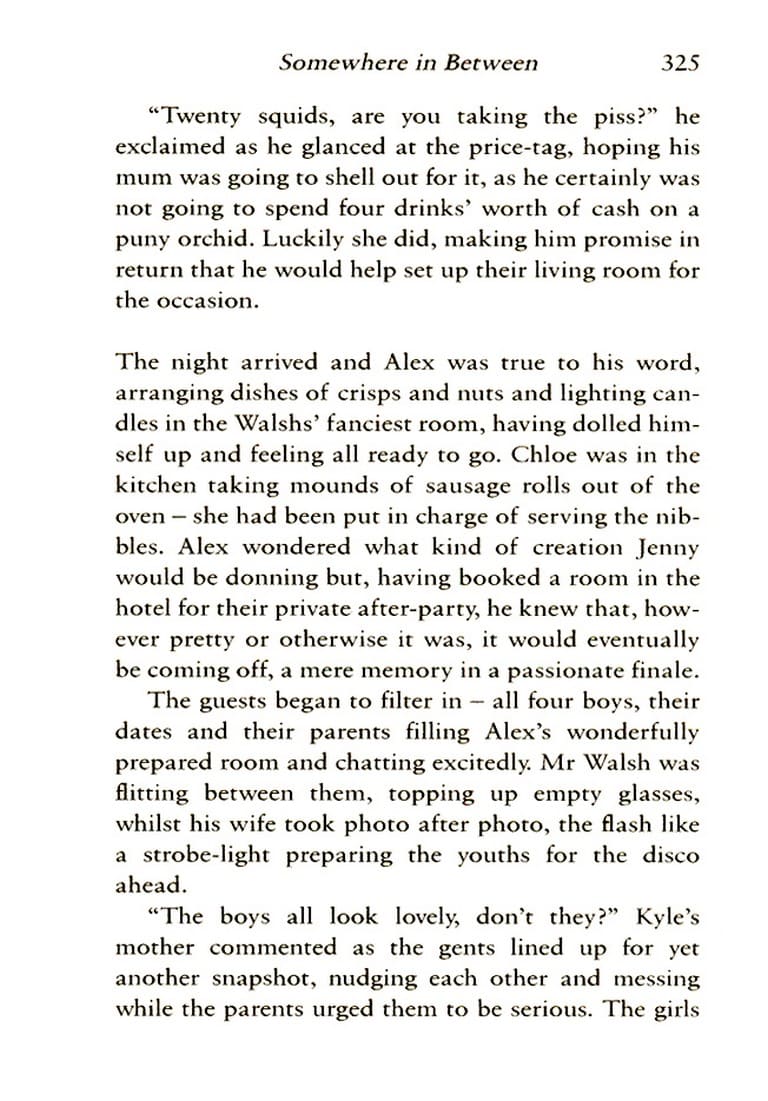 Somewhere in Between 325
“Twenty squids, are you taking the piss?” he
exclaimed as he glanced at the price-tag, hoping his
mum was going to shell out for it, as he certainly was
not going to spend four drinks’ worth of cash on a
puny orchid. Luckily she did, making him promise in
return that he would help set up their living room for
the occasion.
The night arrived and Alex was true to his word,
arranging dishes of crisps and nuts and lighting can-
dles in the Walshs’ fanciest room, having dolled him-
self up and feeling all ready to go. Chloe was in the
kitchen taking mounds of sausage rolls out of the
oven – she had been put in charge of serving the nib-
bles. Alex wondered what kind of creation Jenny
would be donning but, having booked a room in the
hotel for their private after-party, he knew that, how-
ever pretty or otherwise it was, it would eventually
be coming off, a mere memory in a passionate finale.
The guests began to filter in – all four boys, their
dates and their parents filling Alex’s wonderfully
prepared room and chatting excitedly. Mr Walsh was
flitting between them, topping up empty glasses,
whilst his wife took photo after photo, the flash like
a strobe-light preparing the youths for the disco
ahead.
“The boys all look lovely, don’t they?” Kyle’s
mother commented as the gents lined up for yet
another snapshot, nudging each other and messing
while the parents urged them to be serious. The girls